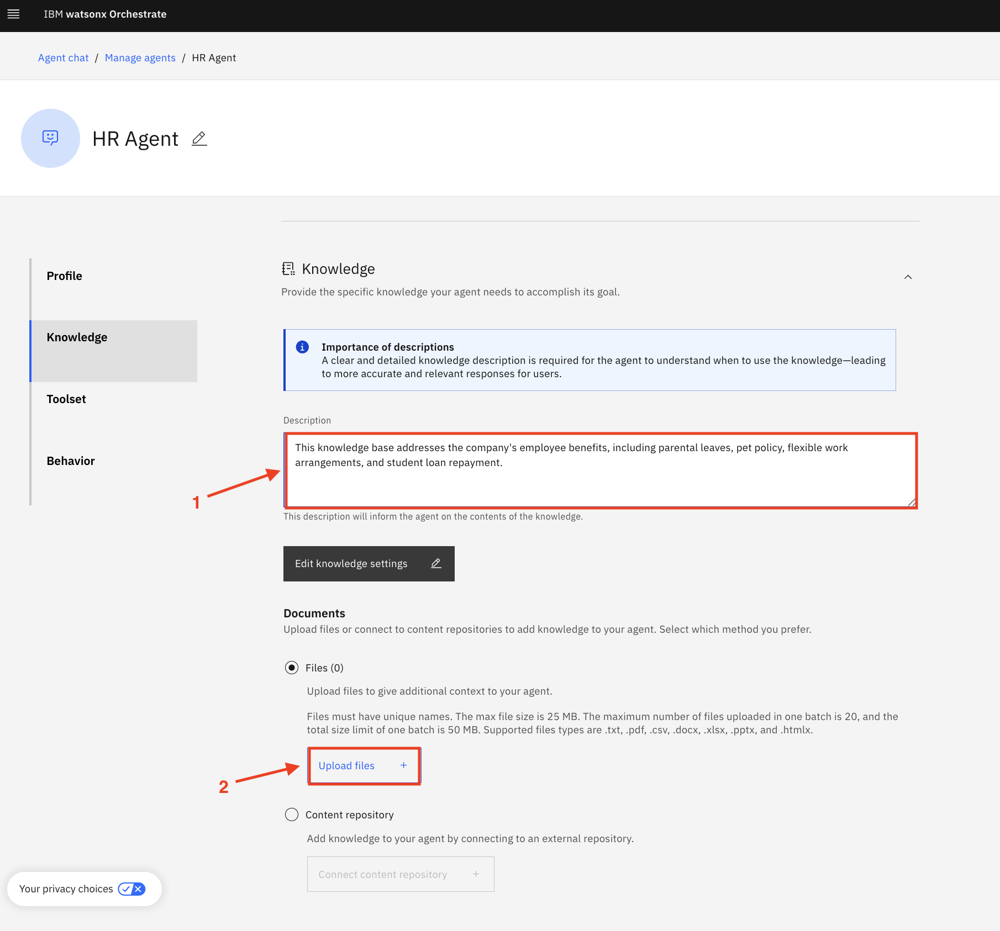 IBM watsonx Orchestrate
Agent chat / Manage agents / HR Agent
HR Agent
Profile
Knowledge
Toolset
Behavior
Knowledge
Provide the specific knowledge your agent needs to accomplish its goal.
Importance of descriptions
A clear and detailed knowledge description is required for the agent to understand when to use the knowledge—leading
to more accurate and relevant responses for users.
Description
This knowledge base addresses the company's employee benefits, including parental leaves, pet policy, flexible work
arrangements, and student loan repayment.
1
This description will inform the agent on the contents of the knowledge.
Edit knowledge settings
Documents
Upload files or connect to content repositories to add knowledge to your agent. Select which method you prefer.
Files (0)
Upload files to give additional context to your agent.
Files must have unique names. The max file size is 25 MB. The maximum number of files uploaded in one batch is 20, and the
total size limit of one batch is 50 MB. Supported files types are .txt, .pdf, .csv, .docx, .xlsx, .pptx, and .htmlx.
Upload files +
2
Content repository
Add knowledge to your agent by connecting to an external repository.
Connect content repository +
Your privacy choices